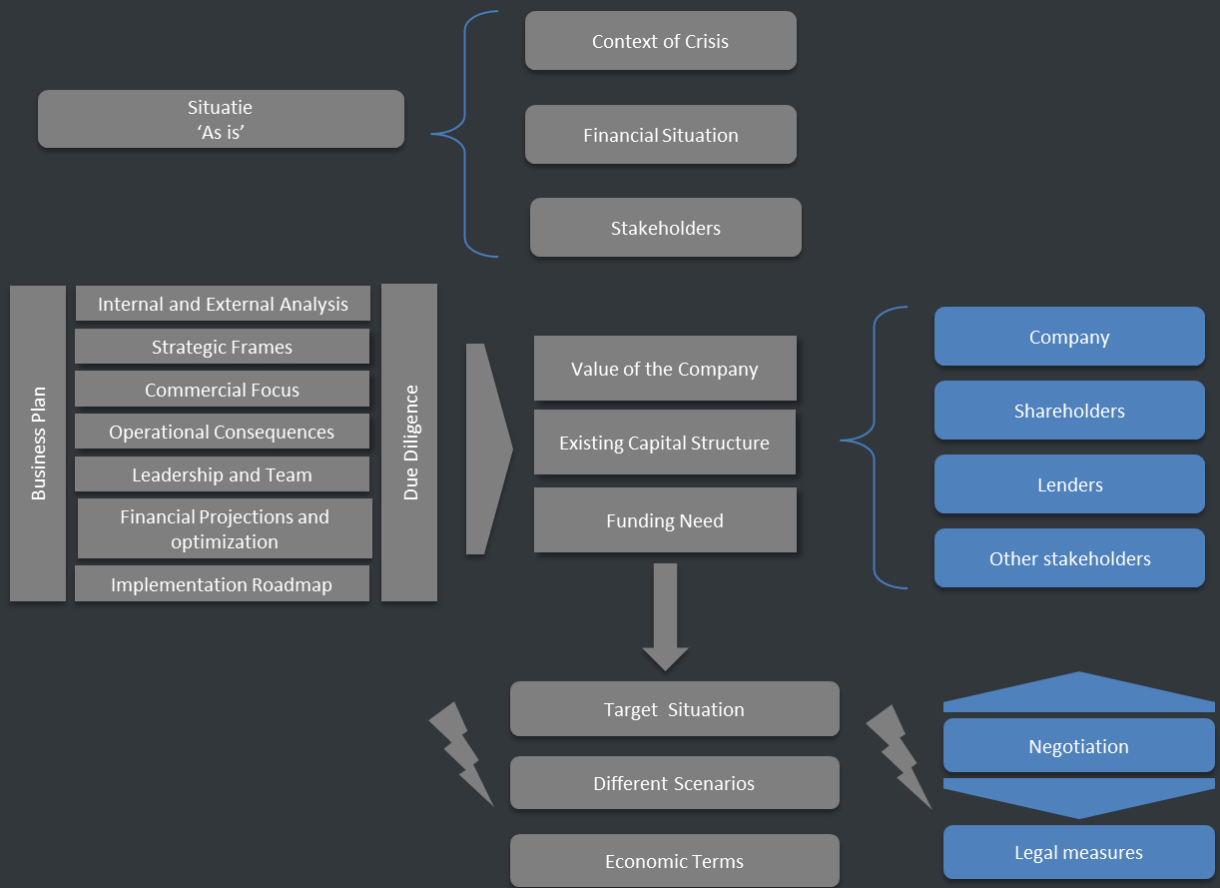 Situatie
‘As is’
Context of Crisis
Financial Situation
Stakeholders
Business Plan
Internal and External Analysis
Strategic Frames
Commercial Focus
Operational Consequences
Leadership and Team
Financial Projections and
optimization
Implementation Roadmap
Due Diligence
Value of the Company
Existing Capital Structure
Funding Need
Company
Shareholders
Lenders
Other stakeholders
Target Situation
Different Scenarios
Economic Terms
Negotiation
Legal measures